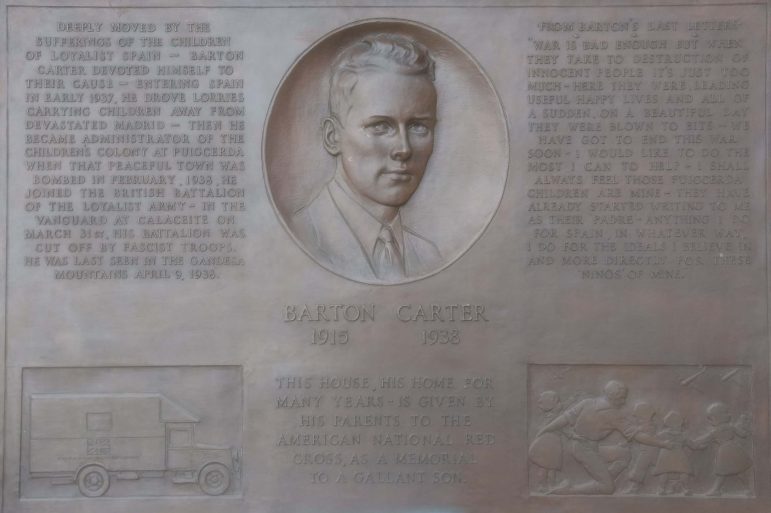 DEEPLY MOVED BY THE
SUFFERINGS OF THE CHILDREN
OF LOYALIST SPAIN – BARTON
CARTER DEVOTED HIMSELF TO
THEIR CAUSE – ENTERING SPAIN
IN EARLY 1937, HE DROVE LORRIES
CARRYING CHILDREN AWAY FROM
DEVASTATED MADRID – THEN HE
BECAME ADMINISTRATOR OF THE
CHILDRENS COLONY AT PUIGCERDA
WHEN THAT PEACEFUL TOWN WAS
BOMBED IN FEBRUARY, 1938, HE
JOINED THE BRITISH BATTALION
OF THE LOYALIST ARMY – IN THE
VANGUARD AT CALACEITE ON
MARCH 31ST, HIS BATTALION WAS
CUT OFF BY FASCIST TROOPS.
HE WAS LAST SEEN IN THE GANDESA
MOUNTAINS APRIL 9, 1938.
BARTON CARTER
1915 1938
THIS HOUSE, HIS HOME FOR
MANY YEARS – IS GIVEN BY
HIS PARENTS TO THE
AMERICAN NATIONAL RED
CROSS, AS A MEMORIAL
TO A GALLANT SON.
FROM BARTON'S LAST LETTERS–
"WAR IS BAD ENOUGH BUT WHEN
THEY TAKE TO DESTRUCTION OF
INNOCENT PEOPLE IT'S JUST TOO
MUCH – HERE THEY WERE LEADING
USEFUL HAPPY LIVES AND ALL OF
A SUDDEN, ON A BEAUTIFUL DAY
THEY WERE BLOWN TO BITS – WE
HAVE GOT TO END THIS WAR
SOON – I WOULD LIKE TO DO THE
MOST I CAN TO HELP – I SHALL
ALWAYS FEEL THOSE PUIGCERDA
CHILDREN ARE MINE – THEY HAVE
ALREADY STARTED WRITING TO ME
AS THEIR PADRE – ANYTHING I DO
FOR SPAIN, IN WHATEVER WAY,
I DO FOR THE IDEALS I BELIEVE IN
AND MORE DIRECTLY FOR THESE
NINOS OF MINE."